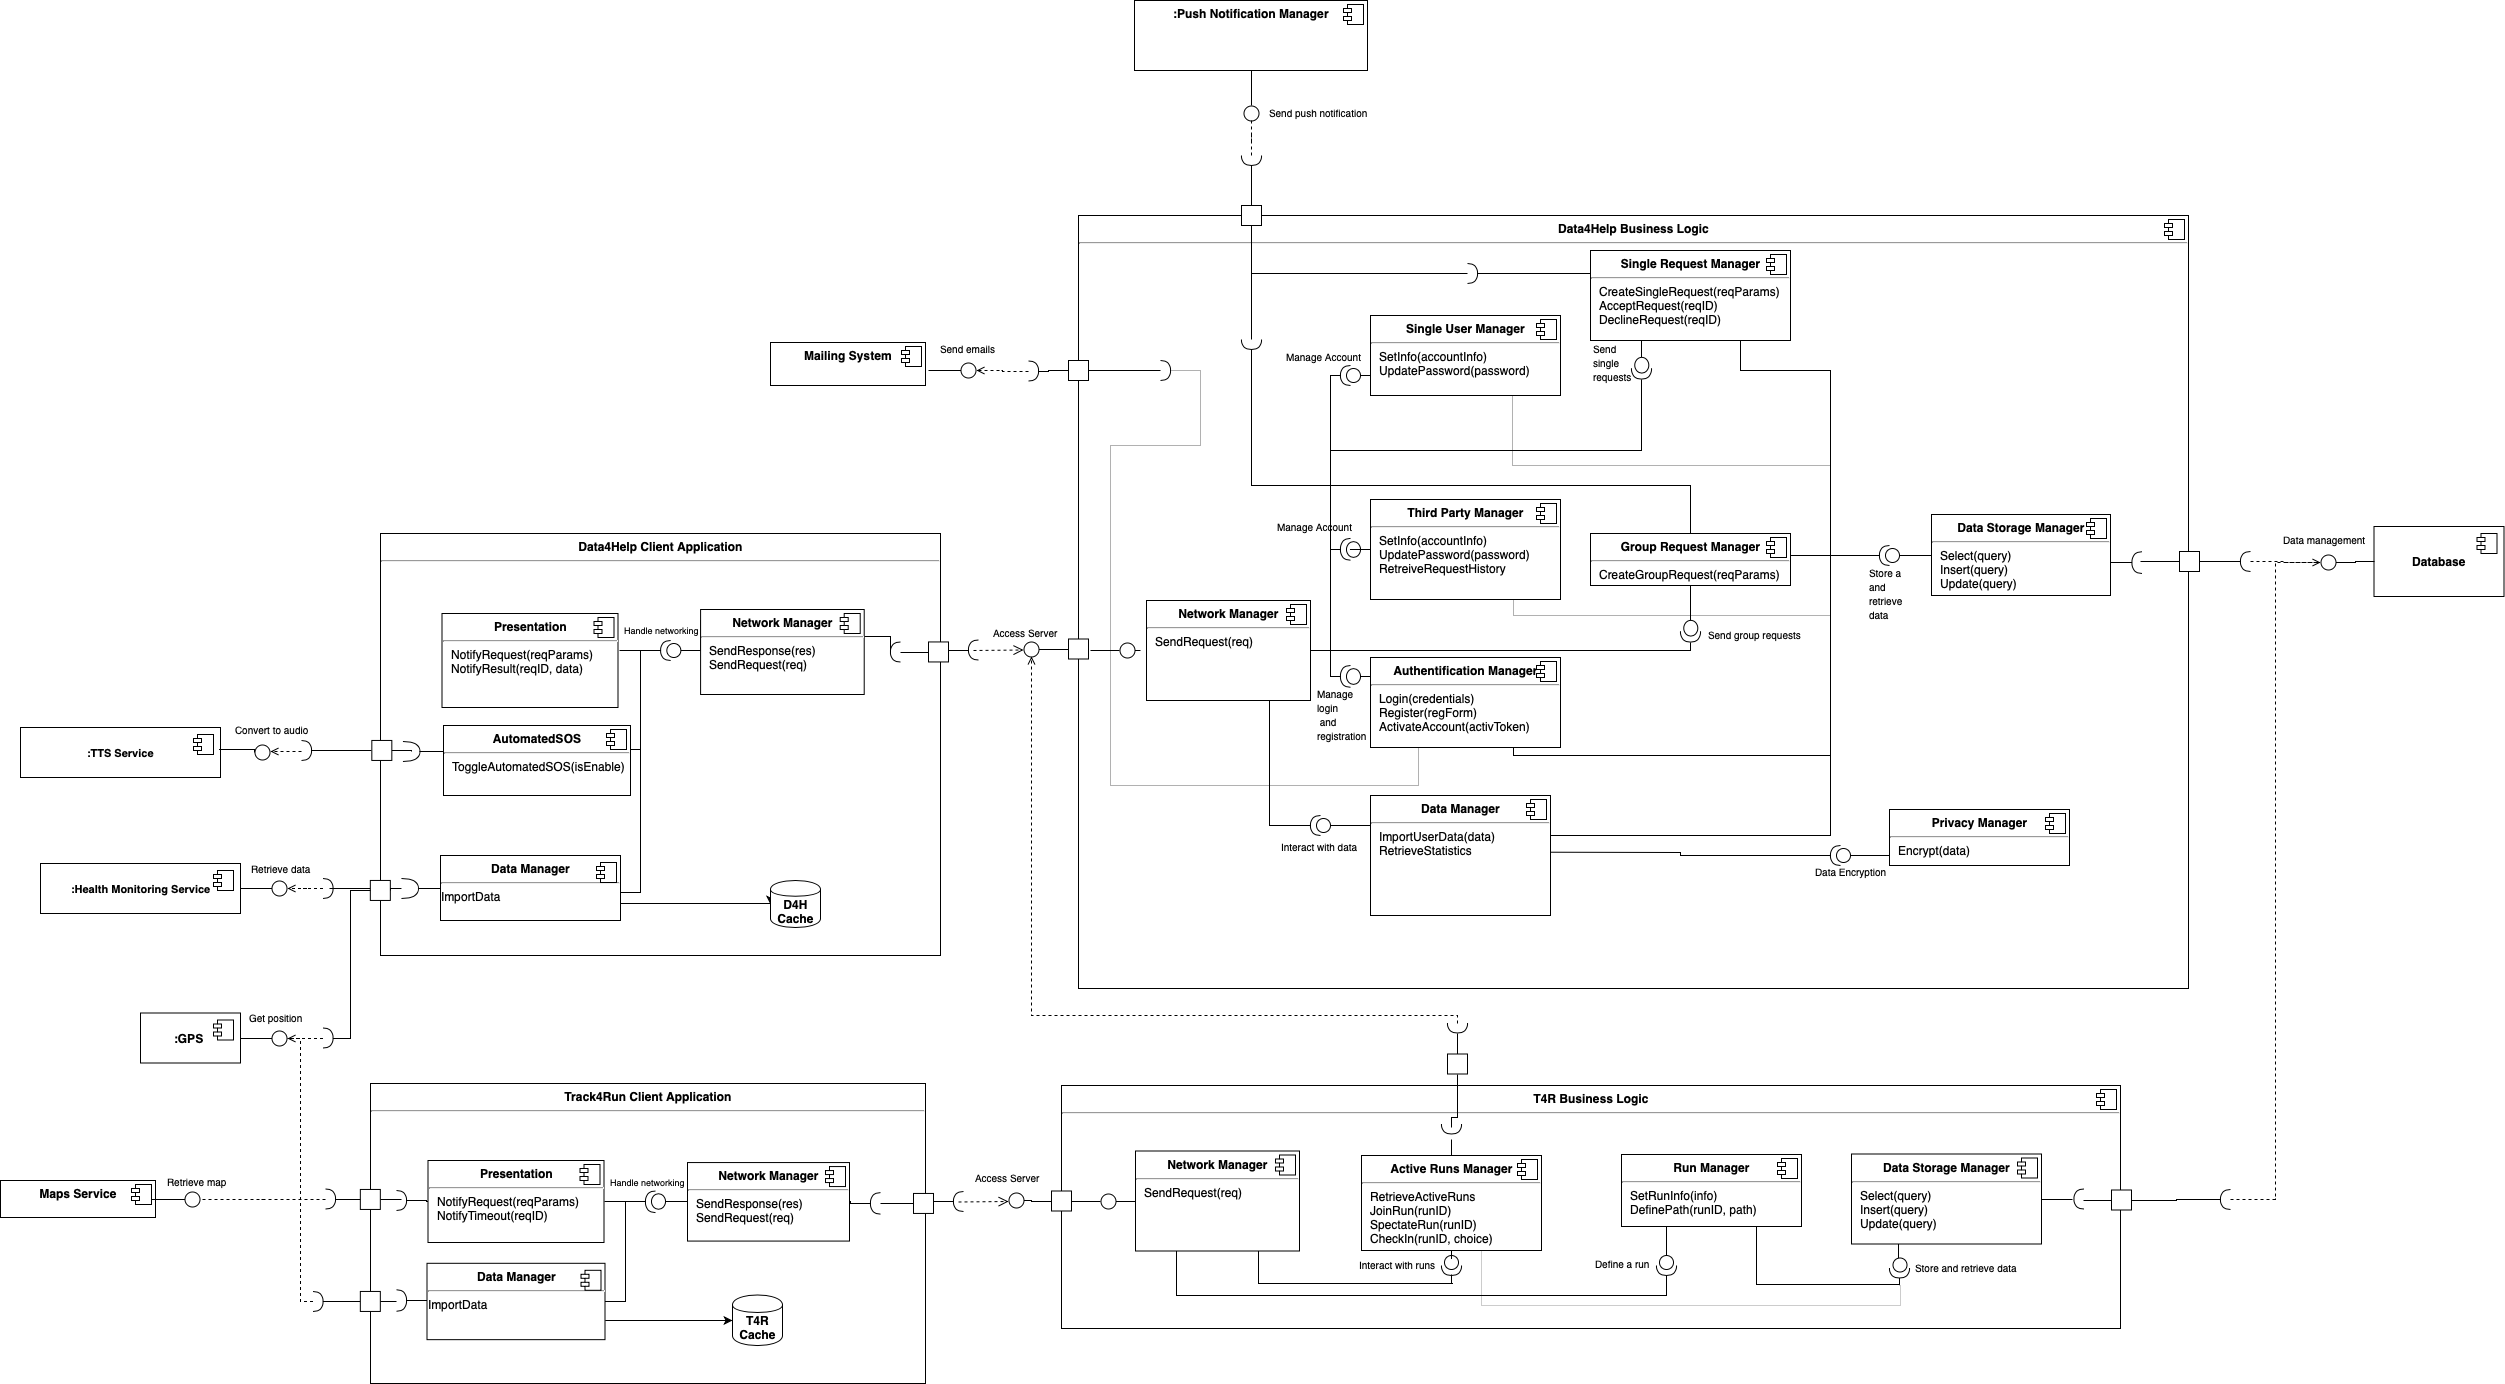 :Push Notification Manager
Send push notification
Data4Help Business Logic
Single Request Manager
CreateSingleRequest(reqParams)
AcceptRequest(reqID)
DeclineRequest(reqID)
Send
single
requests
Single User Manager
SetInfo(accountInfo)
UpdatePassword(password)
Manage Account
Mailing System
Send emails
Third Party Manager
SetInfo(accountInfo)
UpdatePassword(password)
RetreiveRequestHistory
Manage Account
Group Request Manager
CreateGroupRequest(reqParams)
Send group requests
Data Storage Manager
Select(query)
Insert(query)
Update(query)
Store a
and
retrieve
data
Data management
Database
Data4Help Client Application
Presentation
NotifyRequest(reqParams)
NotifyResult(reqID, data)
Handle networking
Network Manager
SendResponse(res)
SendRequest(req)
Access Server
Network Manager
SendRequest(req)
Authentification Manager
Login(credentials)
Register(regForm)
ActivateAccount(activToken)
Manage
login
and
registration
:TTS Service
Convert to audio
AutomatedSOS
ToggleAutomatedSOS(isEnable)
Data Manager
ImportUserData(data)
RetrieveStatistics
Interact with data
Privacy Manager
Encrypt(data)
Data Encryption
:Health Monitoring Service
Retrieve data
Data Manager
ImportData
D4H
Cache
:GPS
Get position
Track4Run Client Application
Maps Service
Retrieve map
Presentation
NotifyRequest(reqParams)
NotifyTimeout(reqID)
Handle networking
Network Manager
SendResponse(res)
SendRequest(req)
Data Manager
ImportData
T4R
Cache
Access Server
T4R Business Logic
Network Manager
SendRequest(req)
Active Runs Manager
RetrieveActiveRuns
JoinRun(runID)
SpectateRun(runID)
CheckIn(runID, choice)
Interact with runs
Run Manager
SetRunInfo(info)
DefinePath(runID, path)
Define a run
Data Storage Manager
Select(query)
Insert(query)
Update(query)
Store and retrieve data